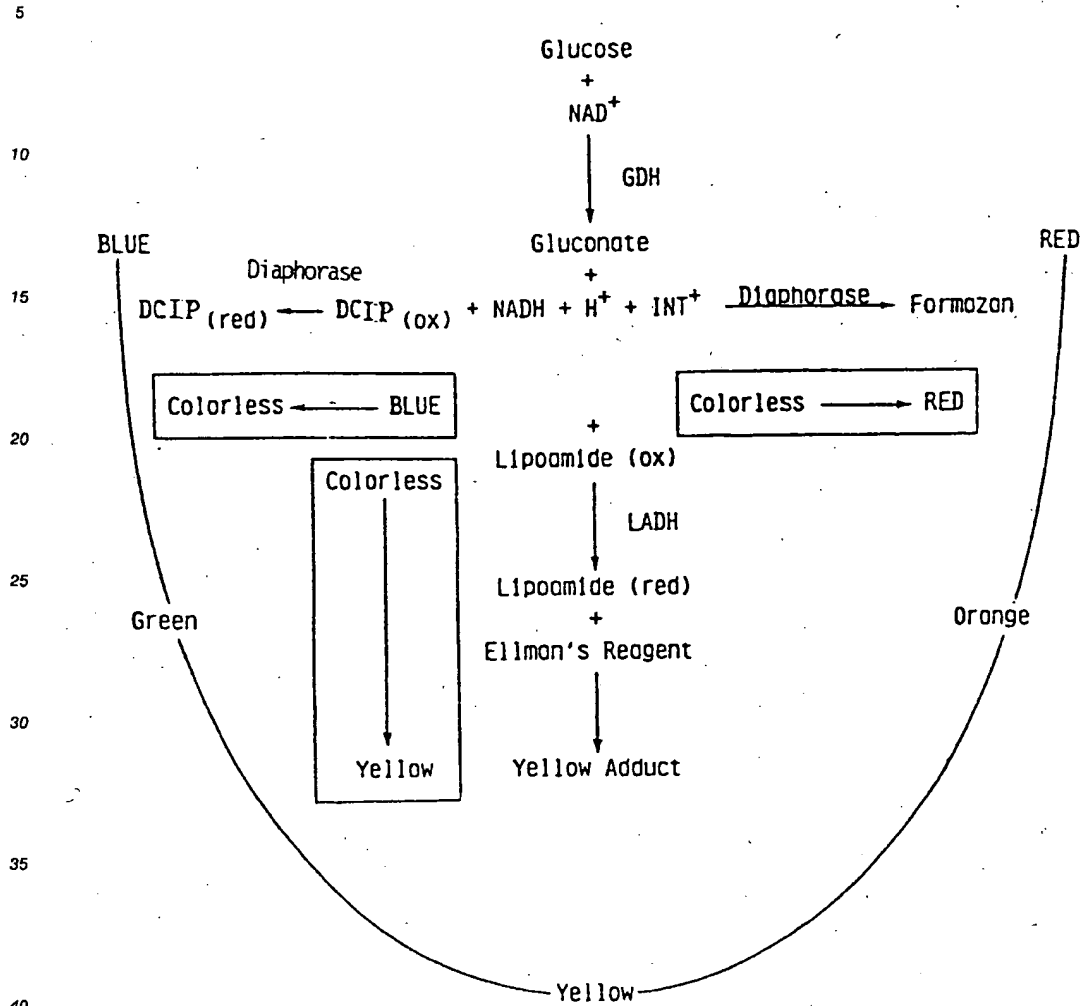 5
Glucose
+
NAD+
10
GDH
BLUE
Gluconate
RED
Diaphorase
+
15
DCIP (red) ← DCIP (ox) + NADH + H+ + INT+ Diaphorase → Formazan
Colorless ← BLUE
Colorless → RED
20
+
Lipoamide (ox)
Colorless
LADH
25
Lipoamide (red)
Green
+
Orange
Ellman's Reagent
30
Yellow
Yellow Adduct
35
Yellow
40